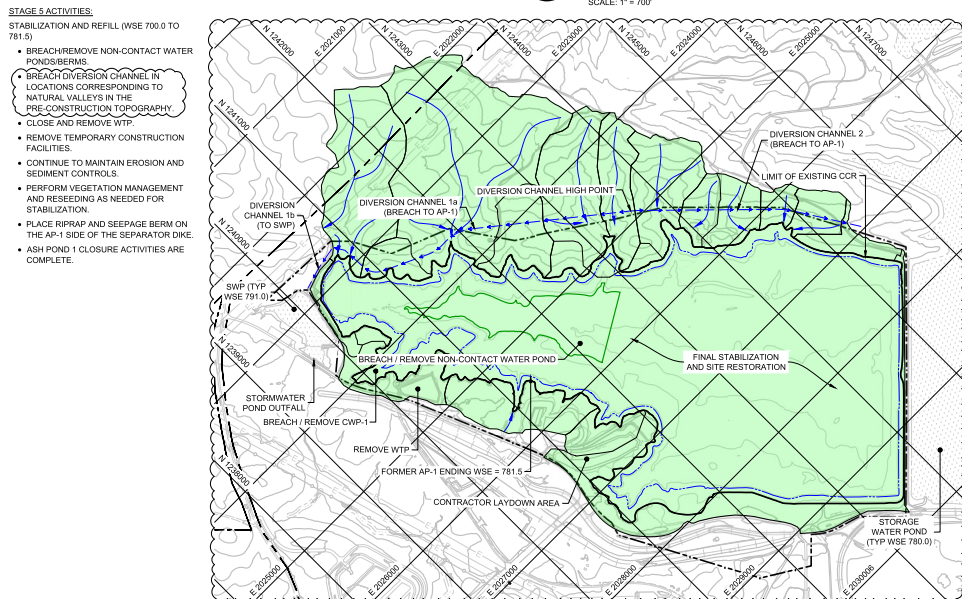 SCALE: 1" = 700'
STAGE 5 ACTIVITIES:
STABILIZATION AND REFILL (WSE 700.0 TO
781.5)
• BREACH/REMOVE NON-CONTACT WATER
PONDS/BERMS.
• BREACH DIVERSION CHANNEL IN
LOCATIONS CORRESPONDING TO
NATURAL VALLEYS IN THE
PRE-CONSTRUCTION TOPOGRAPHY.
• CLOSE AND REMOVE WTP.
• REMOVE TEMPORARY CONSTRUCTION
FACILITIES.
• CONTINUE TO MAINTAIN EROSION AND
SEDIMENT CONTROLS.
• PERFORM VEGETATION MANAGEMENT
AND RESEEDING AS NEEDED FOR
STABILIZATION.
• PLACE RIPRAP AND SEEPAGE BERM ON
THE AP-1 SIDE OF THE SEPARATOR DIKE.
• ASH POND 1 CLOSURE ACTIVITIES ARE
COMPLETE.
N 1242000
E 2021000
N 1243000
E 2022000
N 1244000
E 2023000
N 1245000
E 2024000
N 1246000
E 2025000
N 1247000
N 1241000
N 1240000
N 1239000
N 1238000
DIVERSION CHANNEL 2
(BREACH TO AP-1)
LIMIT OF EXISTING CCR
DIVERSION CHANNEL HIGH POINT
DIVERSION CHANNEL 1a
(BREACH TO AP-1)
DIVERSION
CHANNEL 1b
(TO SWP)
SWP (TYP
WSE 791.0)
BREACH / REMOVE NON-CONTACT WATER POND
FINAL STABILIZATION
AND SITE RESTORATION
STORMWATER
POND OUTFALL
BREACH / REMOVE CWP-1
REMOVE WTP
FORMER AP-1 ENDING WSE = 781.5
CONTRACTOR LAYDOWN AREA
STORAGE
WATER POND
(TYP WSE 780.0)
E 2025000
E 2026000
E 2027000
E 2028000
E 2029000
E 2030006